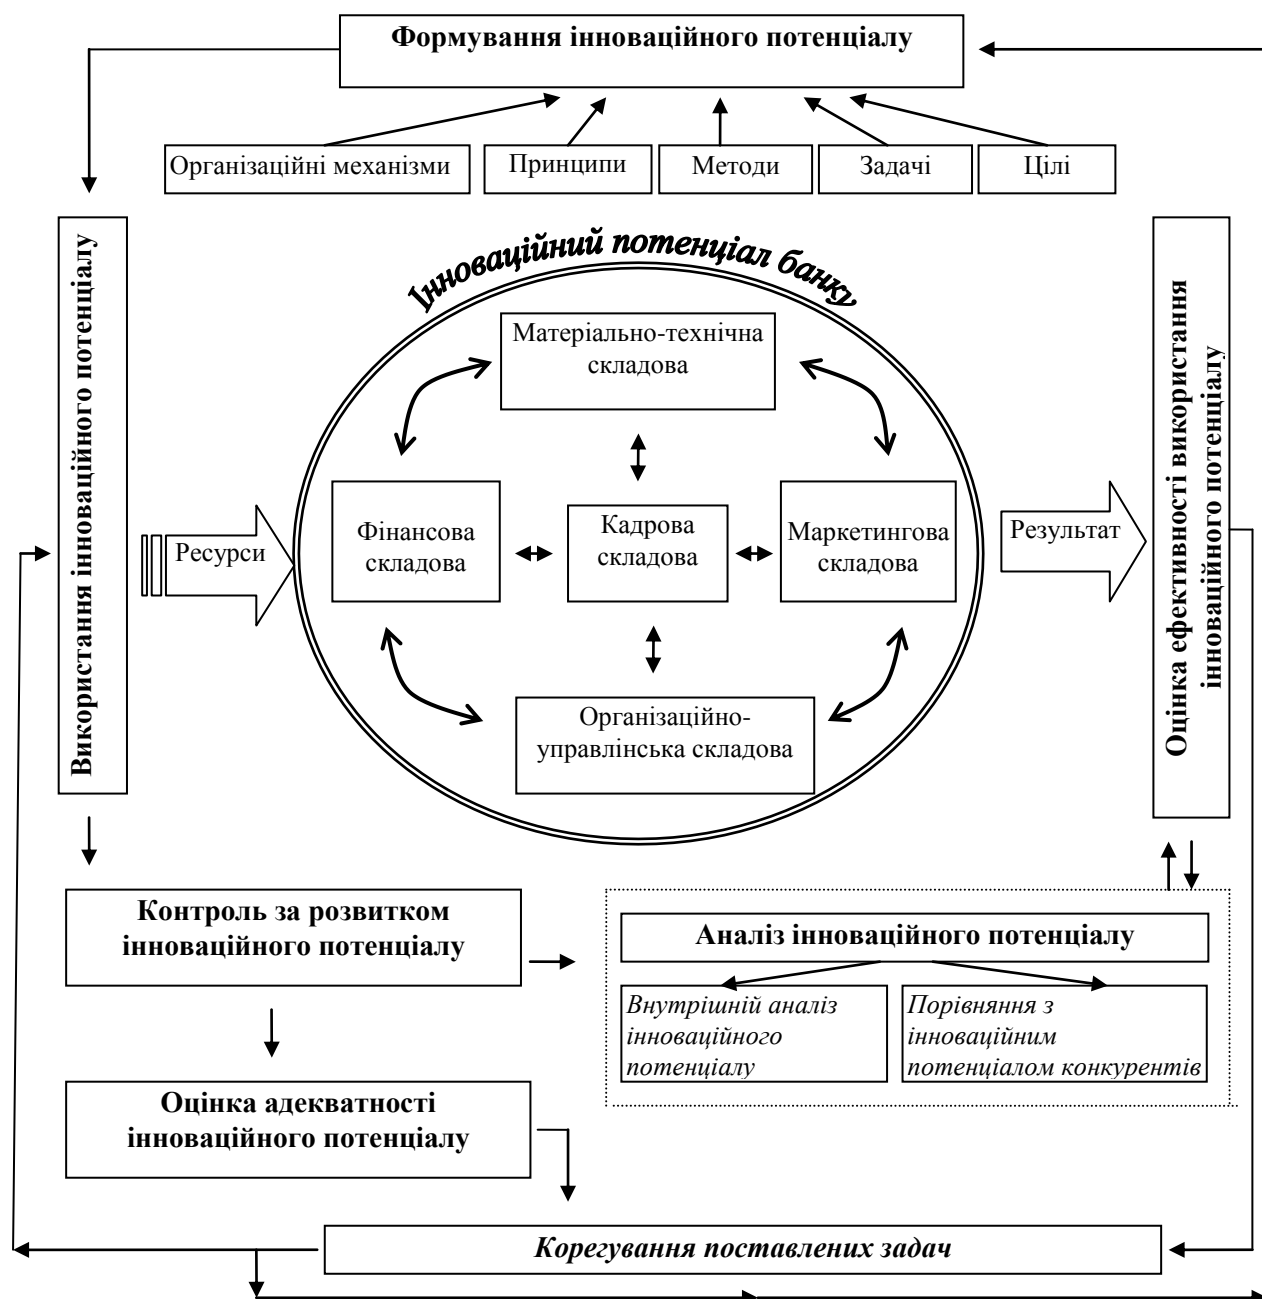 Формування інноваційного потенціалу
Організаційні механізми
Принципи
Методи
Задачі
Цілі
Використання інноваційного потенціалу
Ресурси
Інноваційний потенціал банку
Матеріально-технічна
складова
Фінансова
складова
Кадрова
складова
Маркетингова
складова
Організаційно-
управлінська складова
Результат
Оцінка ефективності використання
інноваційного потенціалу
Контроль за розвитком
інноваційного потенціалу
Аналіз інноваційного потенціалу
Внутрішній аналіз
інноваційного
потенціалу
Порівняння з
інноваційним
потенціалом конкурентів
Оцінка адекватності
інноваційного потенціалу
Корегування поставлених задач